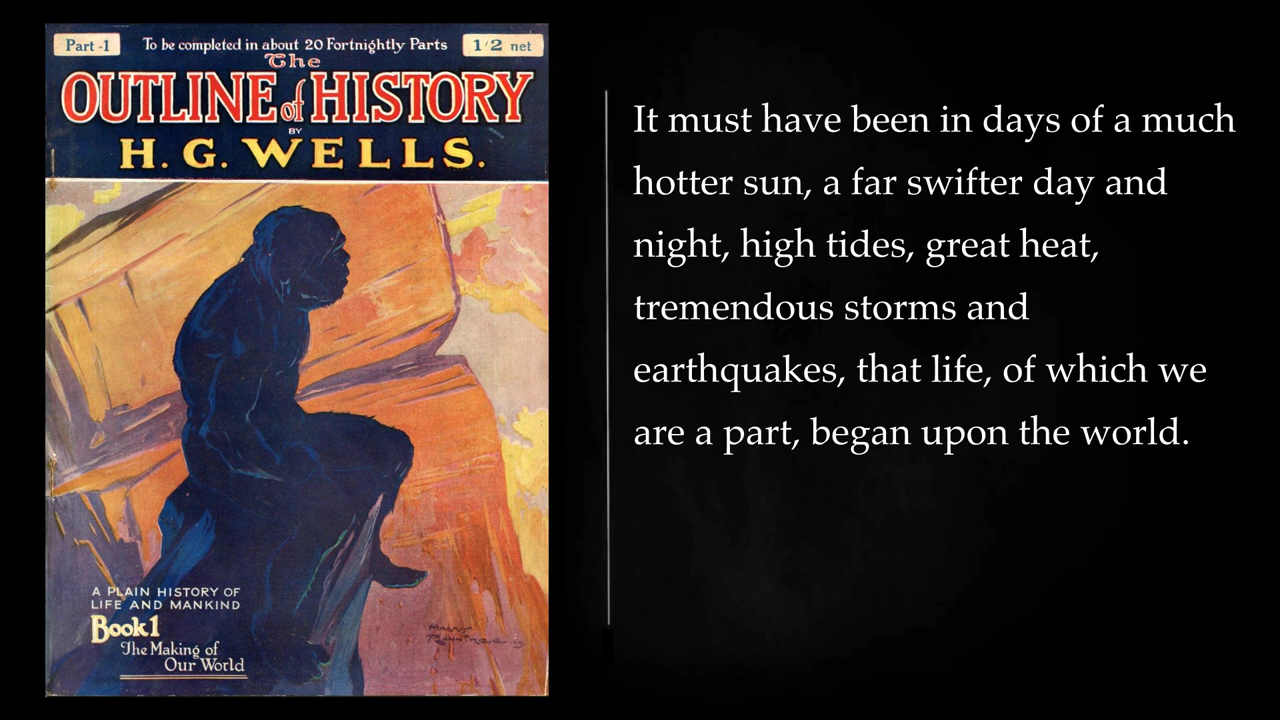 Part -1
To be completed in about 20 Fortnightly Parts
1/2 net
The
OUTLINE of HISTORY
BY
H. G. WELLS.
A PLAIN HISTORY OF
LIFE AND MANKIND
Book 1
The Making of
Our World
It must have been in days of a much
hotter sun, a far swifter day and
night, high tides, great heat,
tremendous storms and
earthquakes, that life, of which we
are a part, began upon the world.